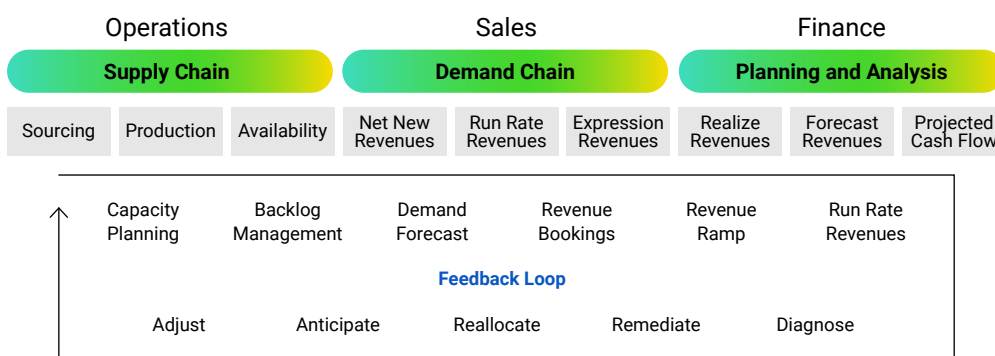 Operations Sales Finance
Supply Chain Demand Chain Planning and Analysis
Sourcing Production Availability Net New Revenues Run Rate Revenues Expression Revenues Realize Revenues Forecast Revenues Projected Cash Flow
Capacity Planning Backlog Management Demand Forecast Revenue Bookings Revenue Ramp Run Rate Revenues
Feedback Loop
Adjust Anticipate Reallocate Remediate Diagnose